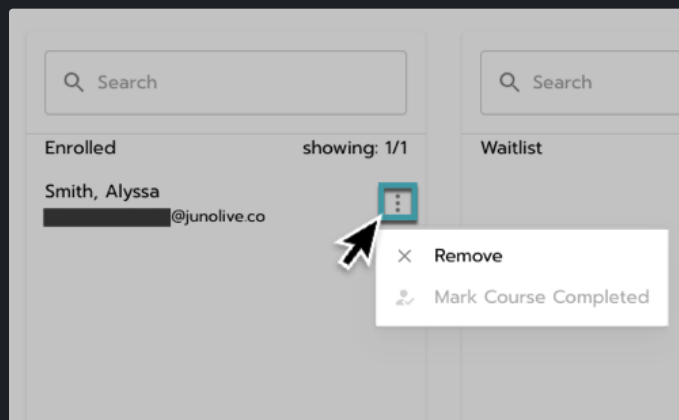 Search
Search
Enrolled showing: 1/1
Waitlist
Smith, Alyssa
@junolive.co
Remove
Mark Course Completed